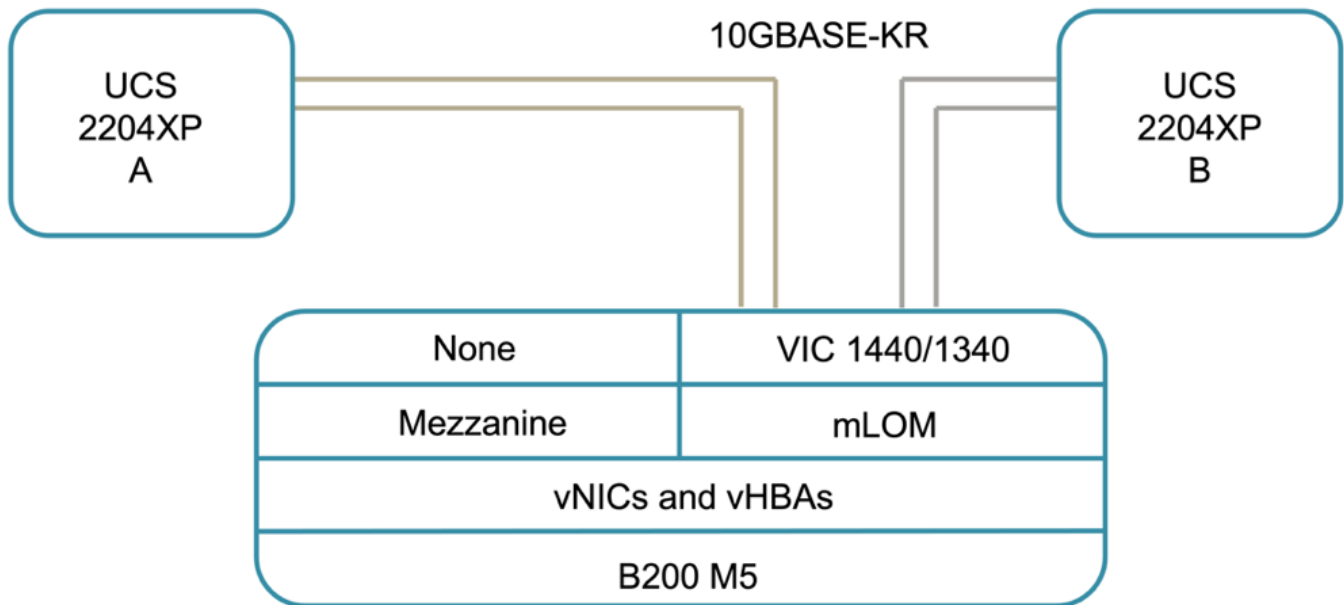 10GBASE-KR
UCS
2204XP
A
UCS
2204XP
B
None
VIC 1440/1340
Mezzanine
mLOM
vNICs and vHBAs
B200 M5